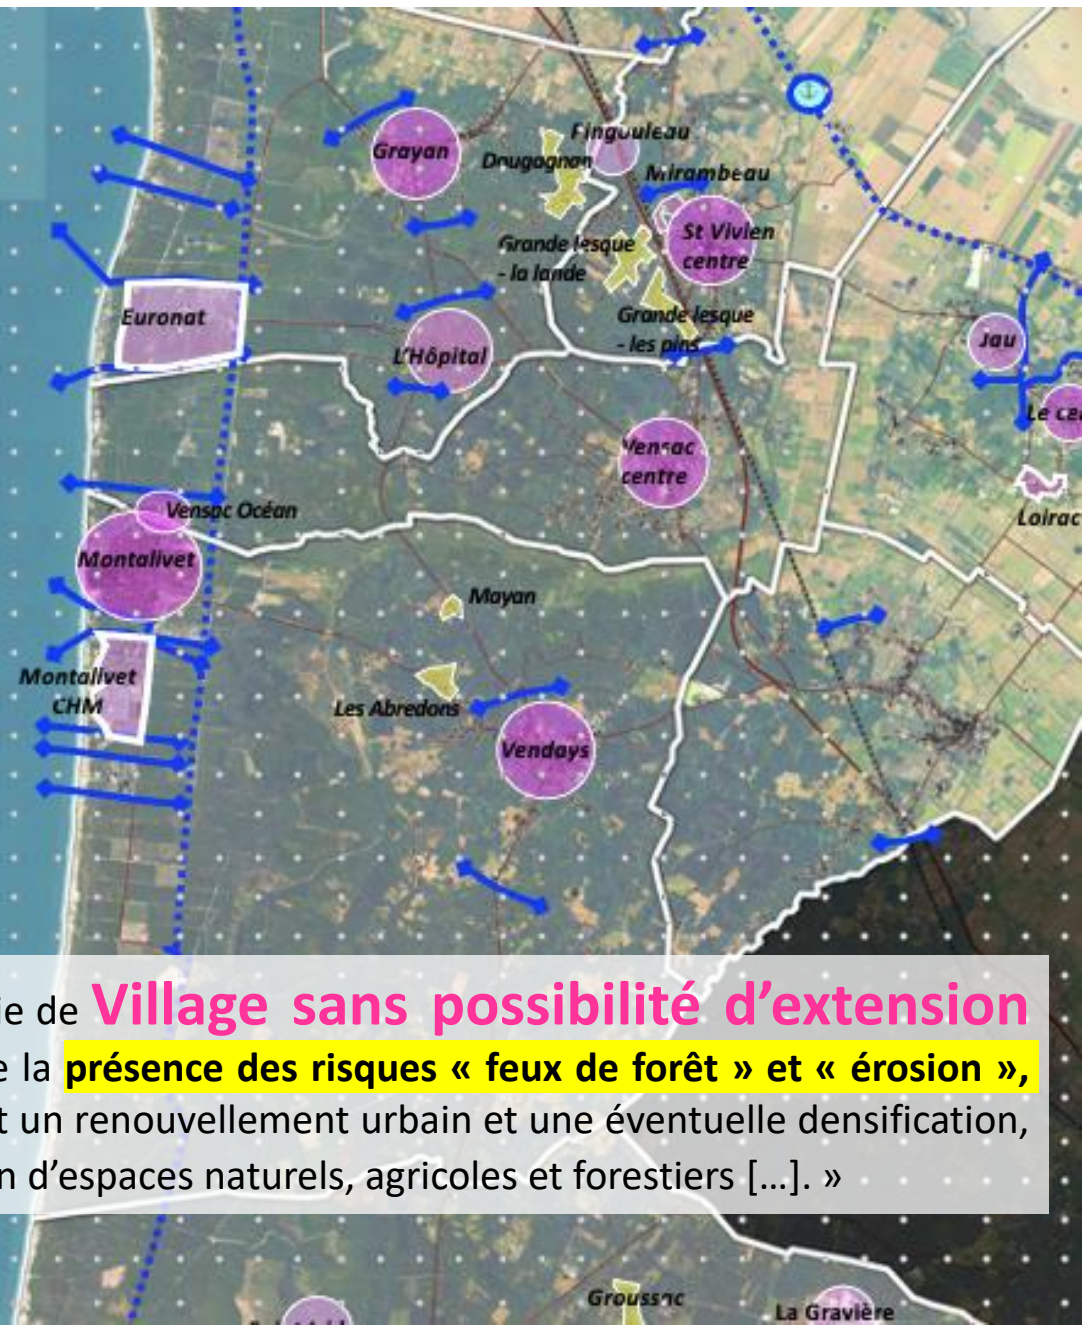 Fingouleau
Grayan
Dougagnan
Mirambeau
St Vivien
centre
Grande lesque
- la lande
Euronat
Grande lesque
- les pins
L'Hôpital
Jau
Le
Vensac
centre
Vensac Océan
Loirac
Montalivet
Mayan
Montalivet
CHM
Les Abredons
Vendays
de Village sans possibilité d'extension
la présence des risques « feux de forêt » et « érosion »,
un renouvellement urbain et une éventuelle densification,
d'espaces naturels, agricoles et forestiers [...]. »
Groussac
La Gravière